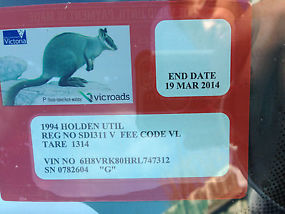 Victoria
END DATE
19 MAR 2014
vicroads
1994 HOLDEN UTIL
REG NO SDI311 V FEE CODE VL
TARE 1314
VIN NO 6H8VRK80HRL747312
SN 0782604 "G"